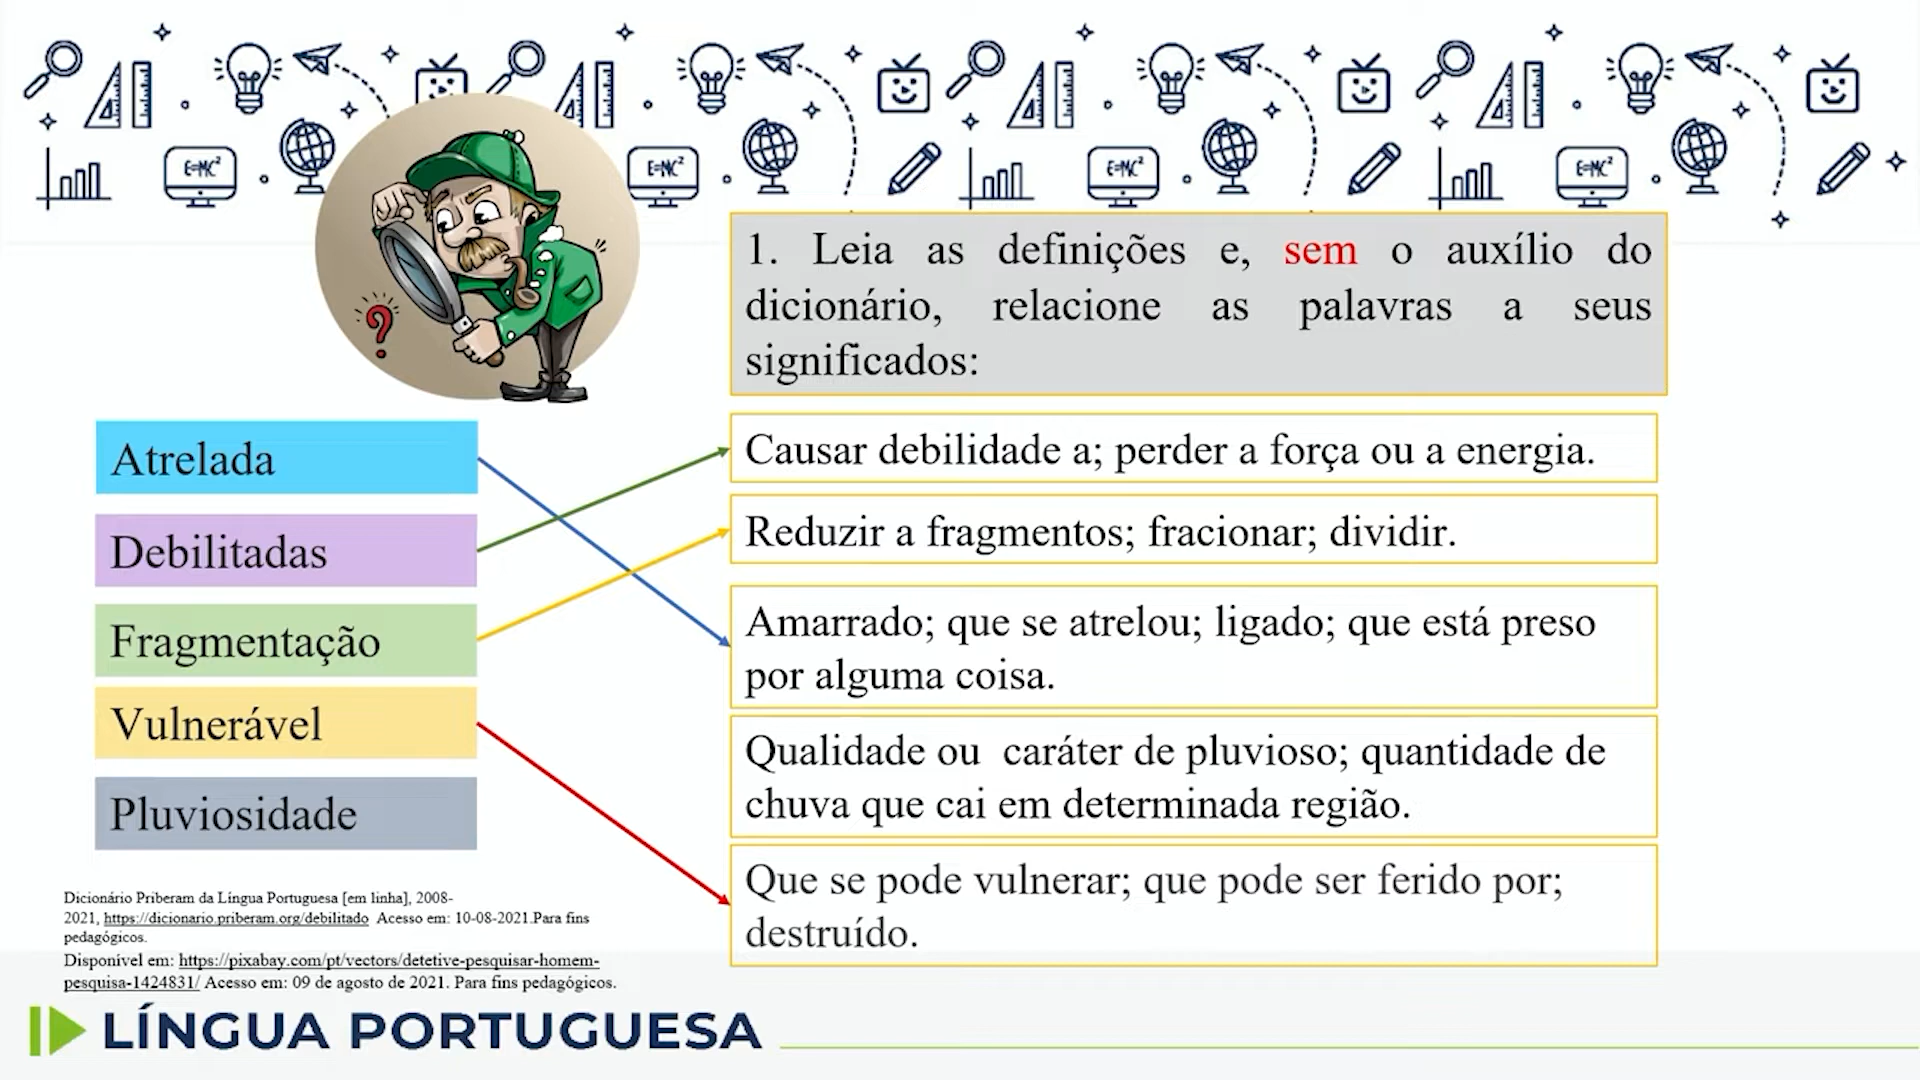 E=MC²
E=MC²
E=MC²
E=MC²
?
1. Leia as definições e, sem o auxílio do
dicionário, relacione as palavras a seus
significados:
Atrelada
Debilitadas
Fragmentação
Vulnerável
Pluviosidade
Causar debilidade a; perder a força ou a energia.
Reduzir a fragmentos; fracionar; dividir.
Amarrado; que se atrelou; ligado; que está preso
por alguma coisa.
Qualidade ou caráter de pluvioso; quantidade de
chuva que cai em determinada região.
Que se pode vulnerar; que pode ser ferido por;
destruído.
Dicionário Priberam da Língua Portuguesa [em linha], 2008-
2021, https://dicionario.priberam.org/debilitado Acesso em: 10-08-2021.Para fins
pedagógicos.
Disponível em: https://pixabay.com/pt/vectors/detetive-pesquisar-homem-
pesquisa-1424831/ Acesso em: 09 de agosto de 2021. Para fins pedagógicos.
LÍNGUA PORTUGUESA